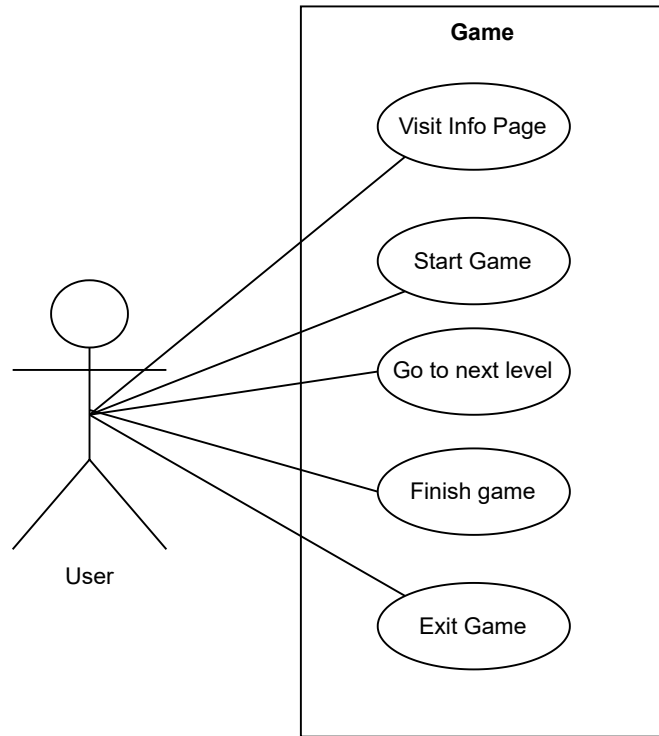 Game
Visit Info Page
Start Game
Go to next level
Finish game
Exit Game
User